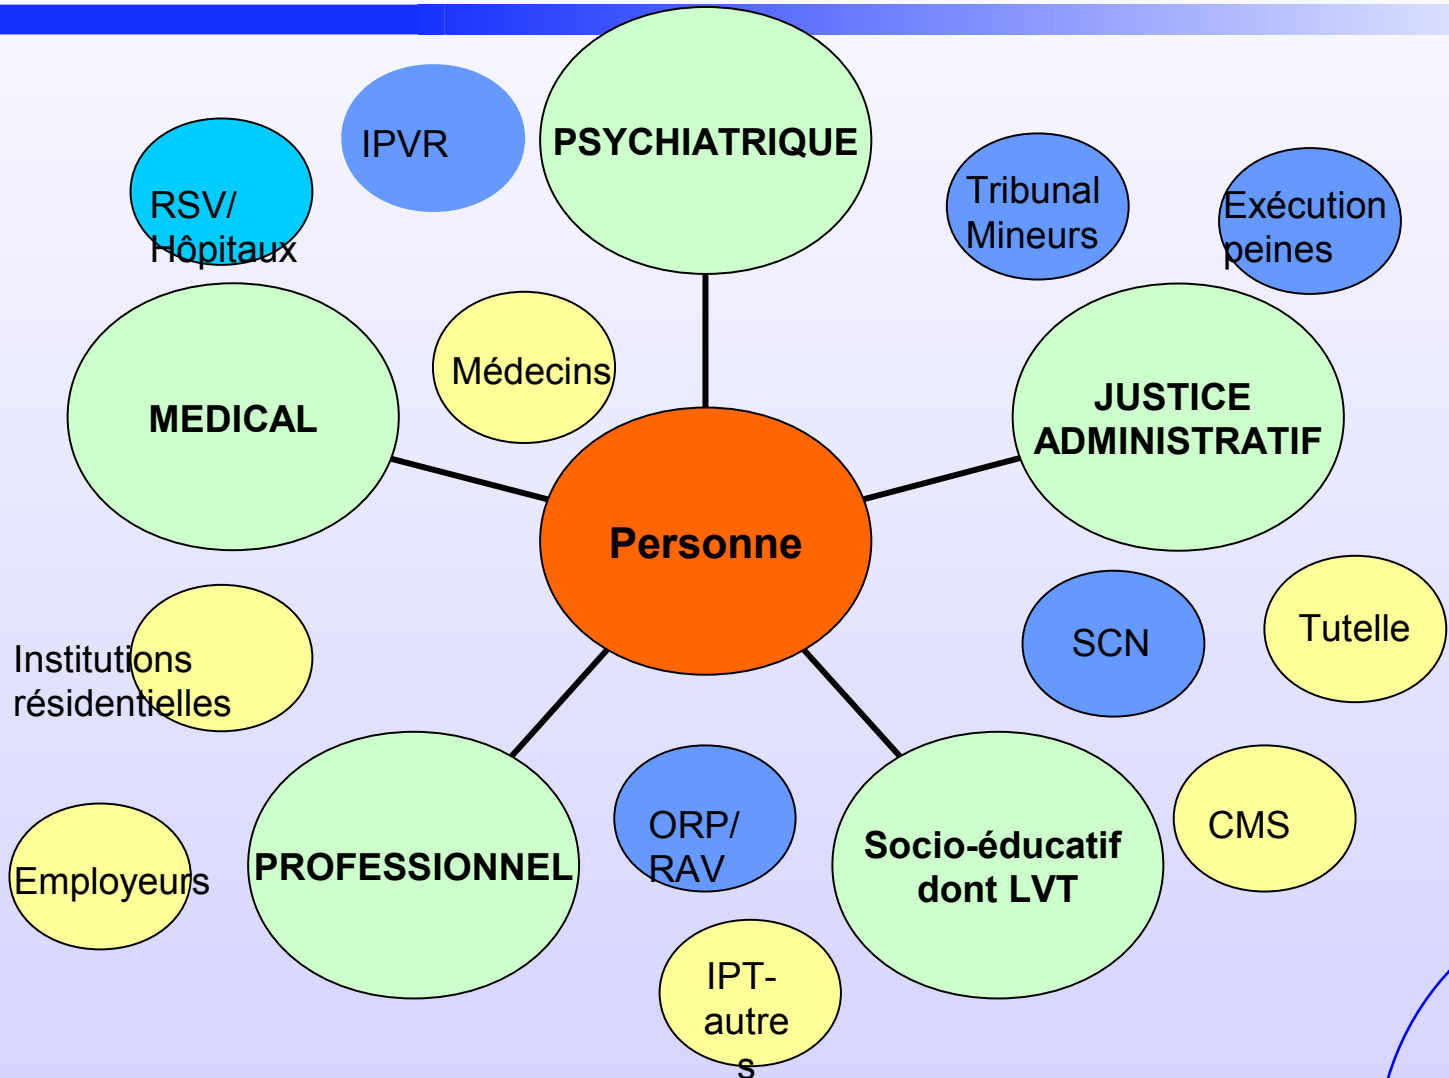 IPVR
PSYCHIATRIQUE
RSV/
Hôpitaux
Tribunal
Mineurs
Exécution
peines
Médecins
MEDICAL
JUSTICE
ADMINISTRATIF
Personne
Institutions
résidentielles
SCN
Tutelle
Employeurs
PROFESSIONNEL
ORP/
RAV
Socio-éducatif
dont LVT
CMS
IPT-
autre
s